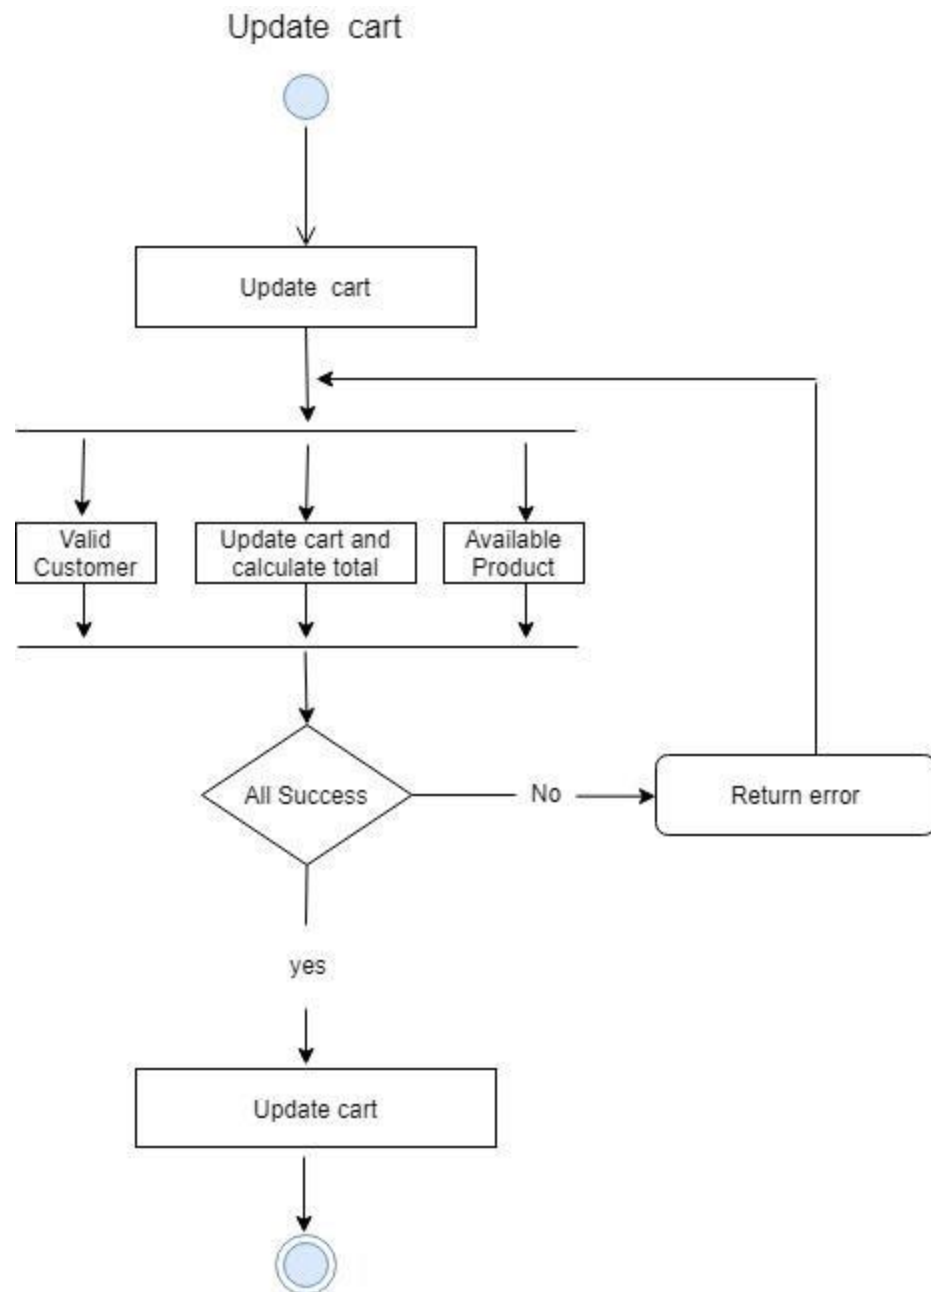 Update cart
Update cart
Valid
Customer
Update cart and
calculate total
Available
Product
All Success
No
Return error
yes
Update cart